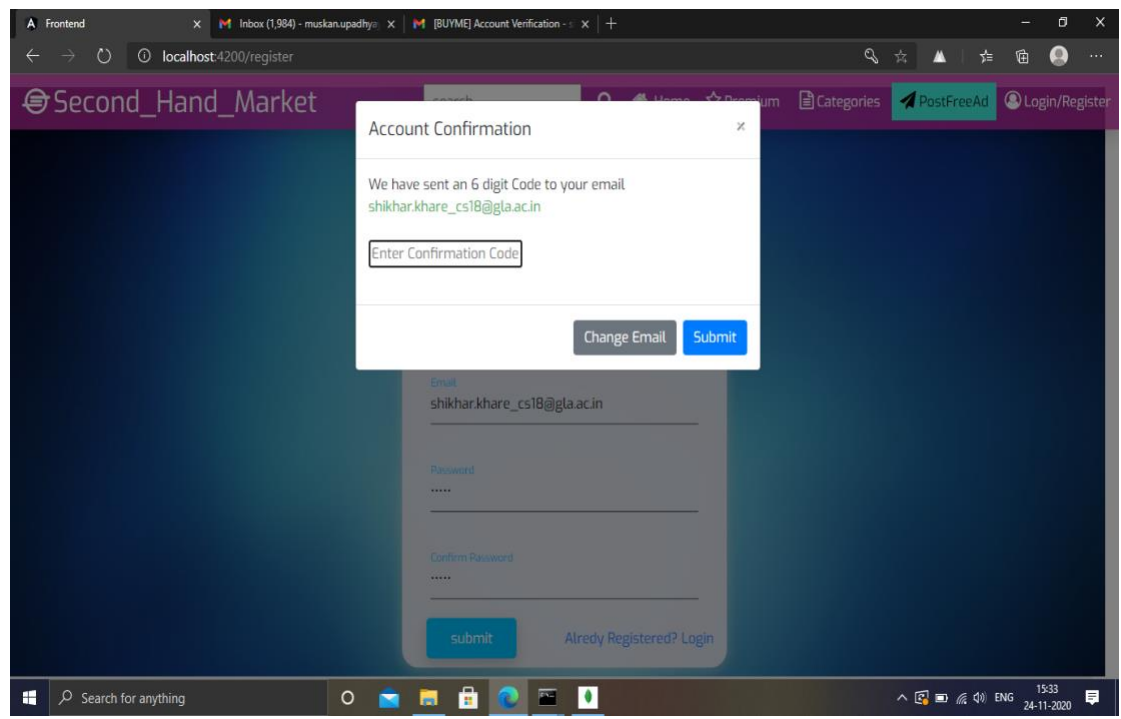 Frontend
Inbox (1,984) - muskan.upadhya
[BUYME] Account Verification - s
localhost:4200/register
Second_Hand_Market
search
Home
Premium
Categories
PostFreeAd
Login/Register
Account Confirmation
x
We have sent an 6 digit Code to your email
shikhar.khare_cs18@gla.ac.in
Enter Confirmation Code
Change Email
Submit
Email
shikhar.khare_cs18@gla.ac.in
Password
•••••
Confirm Password
•••••
submit
Alredy Registered? Login
Search for anything
ENG
15:33
24-11-2020